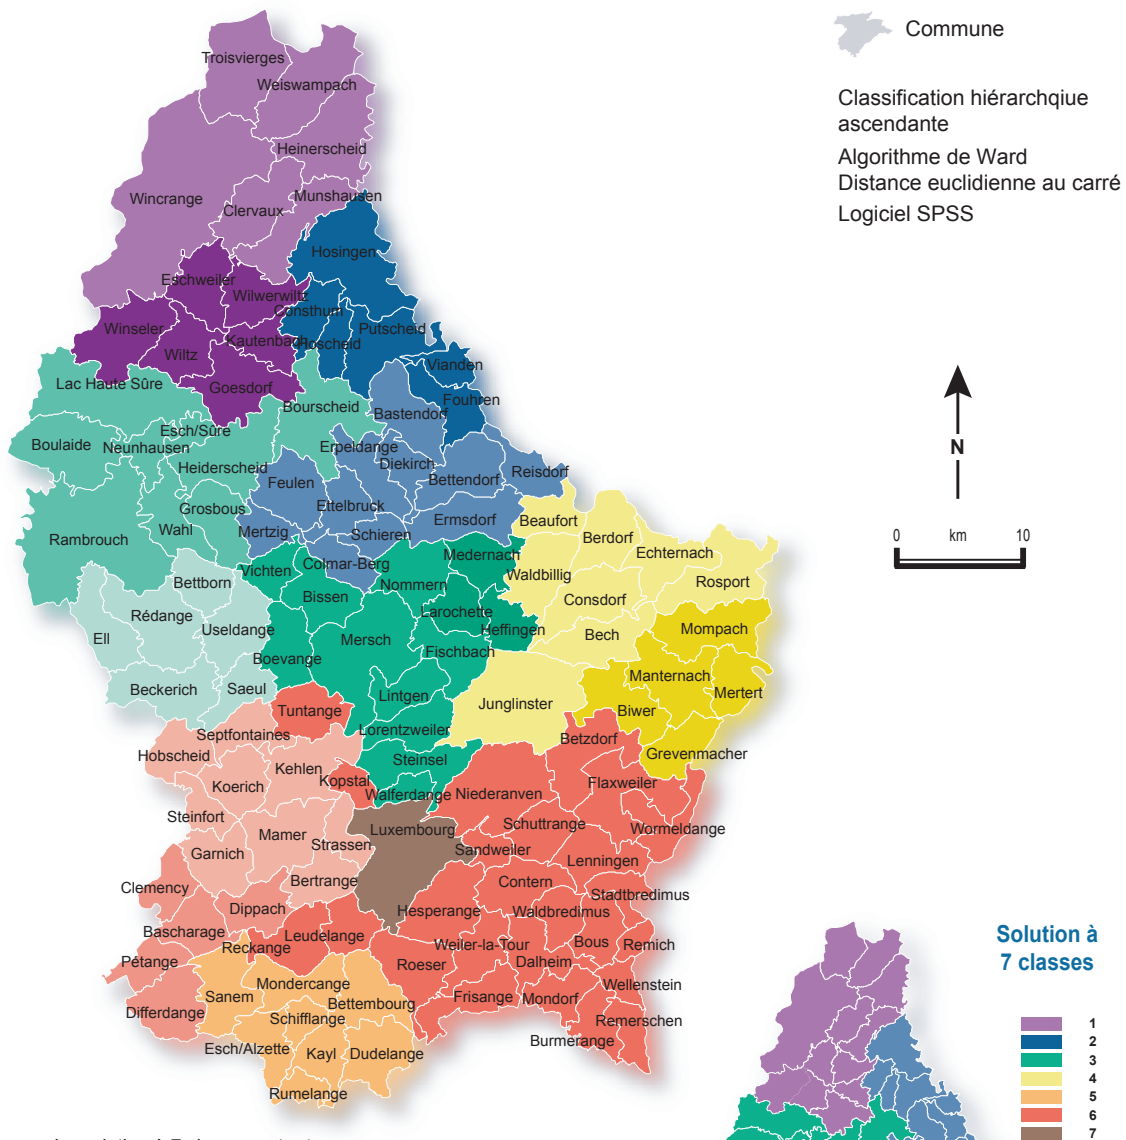 Commune
Classification hiérarchqiue
ascendante
Algorithme de Ward
Distance euclidienne au carré
Logiciel SPSS
Troisvierges
Weiswampach
Heinerscheid
Wincrange
Munshausen
Clervaux
Hosingen
Eschweiler
Wilwerwiltz
Consthum
Winseler
Putscheid
Kautenbach
Hoscheid
Wiltz
Vianden
Lac Haute Sûre
Goesdorf
Fouhren
Bourscheid
Bastendorf
Esch/Sûre
Boulaide
Neunhausen
Erpeldange
Heiderscheid
Diekirch
Reisdorf
Feulen
Bettendorf
Grosbous
Ettelbruck
Wahl
Mertzig
Schieren
Ermsdorf
Beaufort
Rambrouch
Berdorf
Echternach
Medernach
Vichten
Colmar-Berg
Nommern
Waldbillig
Rosport
Bettborn
Bissen
Consdorf
Rédange
Larochette
Ell
Useldange
Mersch
Heffingen
Bech
Mompach
Boevange
Fischbach
Manternach
Beckerich
Saeul
Lintgen
Mertert
Tuntange
Junglinster
Biwer
Septfontaines
Lorentzweiler
Betzdorf
Hobscheid
Steinsel
Grevenmacher
Kehlen
Kopstal
Koerich
Walferdange
Niederanven
Flaxweiler
Steinfort
Mamer
Strassen
Luxembourg
Schuttrange
Wormeldange
Garnich
Sandweiler
Lenningen
Clemency
Bertrange
Contern
Stadtbredimus
Dippach
Hesperange
Waldbredimus
Bascharage
Reckange
Leudelange
Weiler-la-Tour
Bous
Remich
Pétange
Roeser
Dalheim
Mondercange
Wellenstein
Sanem
Bettembourg
Frisange
Mondorf
Differdange
Schifflange
Remerschen
Esch/Alzette
Kayl
Dudelange
Burmerange
Rumelange
N
0 km 10
Solution à
7 classes
1
2
3
4
5
6
7